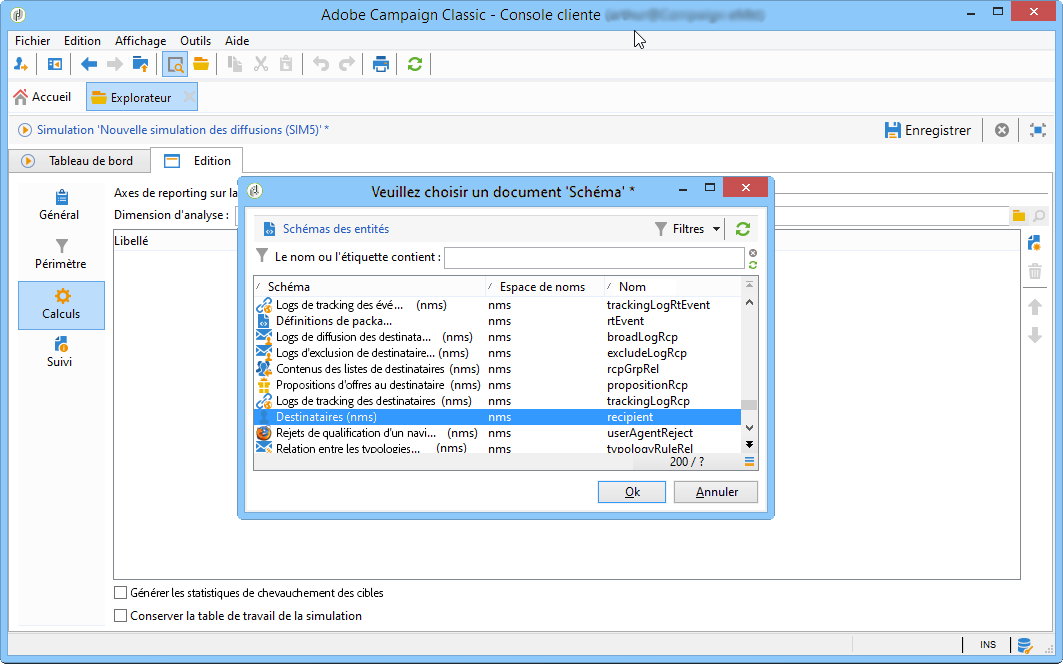 Adobe Campaign Classic - Console cliente
Fichier Edition Affichage Outils Aide
Accueil Explorateur
Simulation 'Nouvelle simulation des diffusions (SIM5)' * Enregistrer
Tableau de bord Edition
Axes de reporting sur la
Dimension d'analyse :
Libellé
Général
Périmètre
Calculs
Suivi
Veuillez choisir un document 'Schéma' *
Schémas des entités Filtres
Le nom ou l'étiquette contient :
Schéma Espace de noms Nom
Logs de tracking des évé... (nms) nms trackingLogRtEvent
Définitions de packa... nms rtEvent
Logs de diffusion des destinata... (nms) nms broadLogRcp
Logs d'exclusion de destinataire... (nms) nms excludeLogRcp
Contenus des listes de destinataires (nms) nms rcpGrpRel
Propositions d'offres au destinataire (nms) nms propositionRcp
Logs de tracking des destinataires (nms) nms trackingLogRcp
Destinataires (nms) nms recipient
Rejets de qualification d'un navi... (nms) nms userAgentReject
Relation entre les typologies... (nms) nms typologyRuleRel
200 / ?
Ok Annuler
Générer les statistiques de chevauchement des cibles
Conserver la table de travail de la simulation
INS